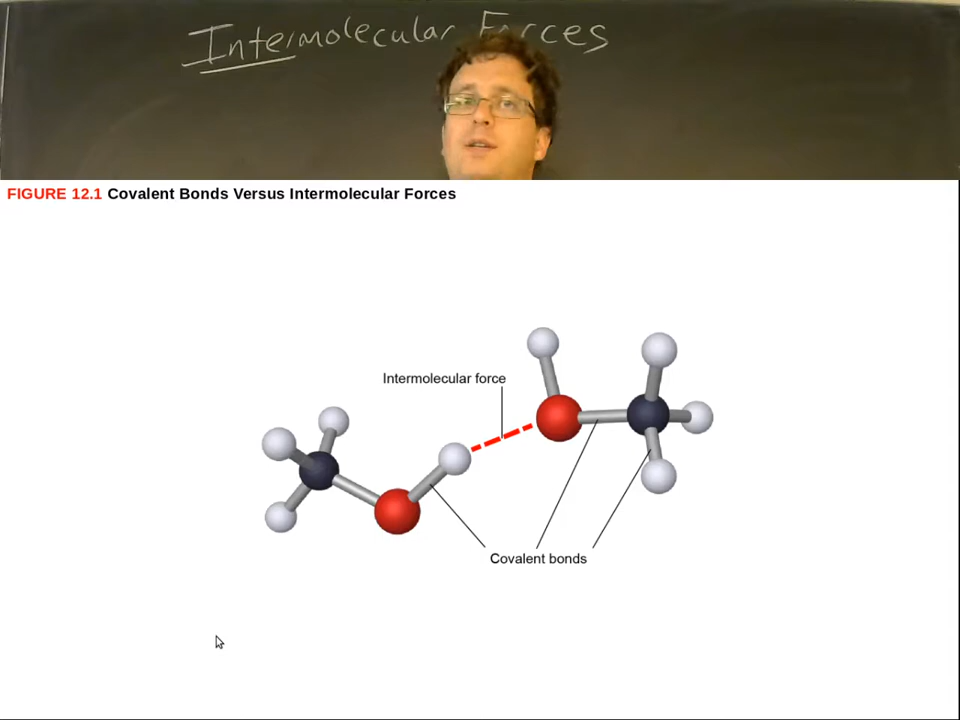 Intermolecular Forces
FIGURE 12.1 Covalent Bonds Versus Intermolecular Forces
Intermolecular force
Covalent bonds